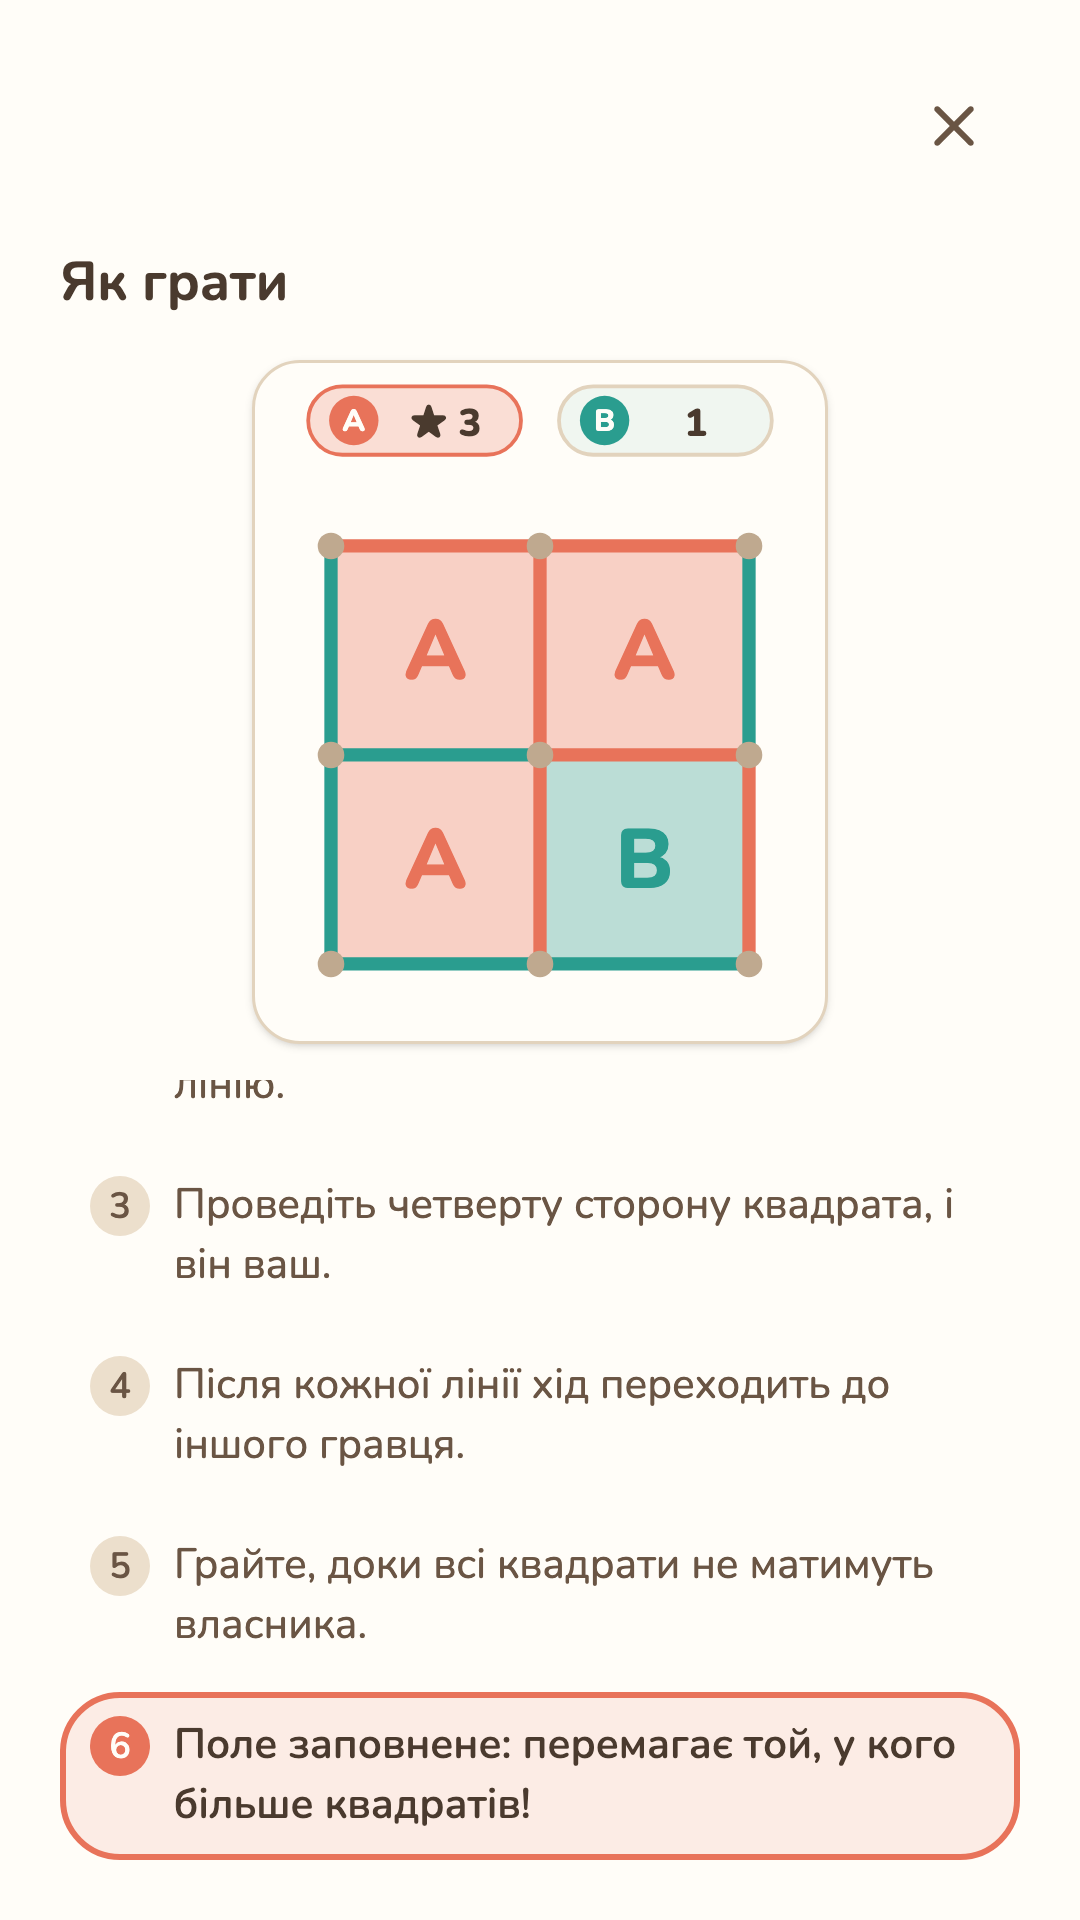 Як грати
A ★ 3 B 1
A A
A B
лінію.
3 Проведіть четверту сторону квадрата, і
він ваш.
4 Після кожної лінії хід переходить до
іншого гравця.
5 Грайте, доки всі квадрати не матимуть
власника.
6 Поле заповнене: перемагає той, у кого
більше квадратів!